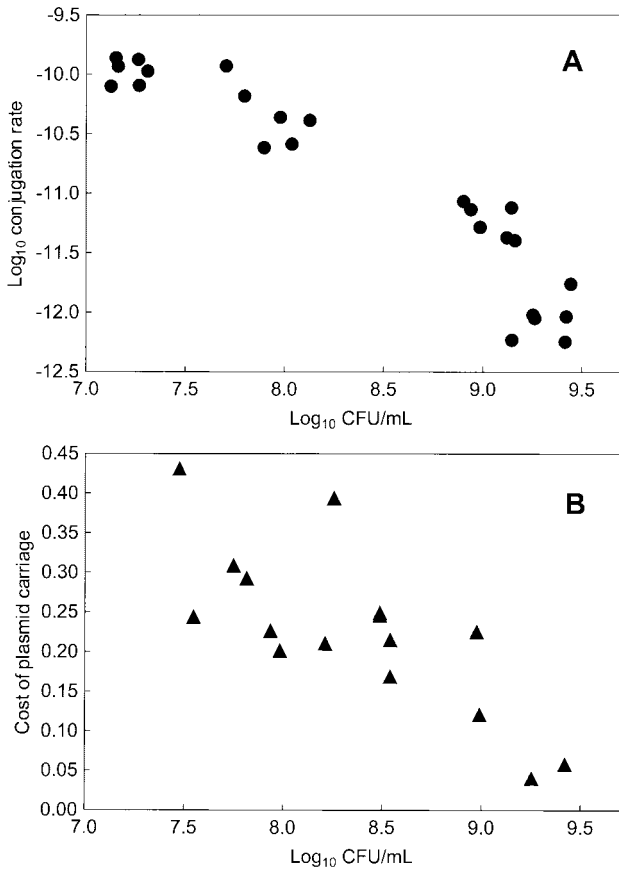 -9.5
A
-10.0
-10.5
-11.0
-11.5
-12.0
-12.5
Log10 conjugation rate
7.0 7.5 8.0 8.5 9.0 9.5
Log10 CFU/mL
0.45
B
0.40
0.35
0.30
0.25
0.20
0.15
0.10
0.05
0.00
Cost of plasmid carriage
7.0 7.5 8.0 8.5 9.0 9.5
Log10 CFU/mL